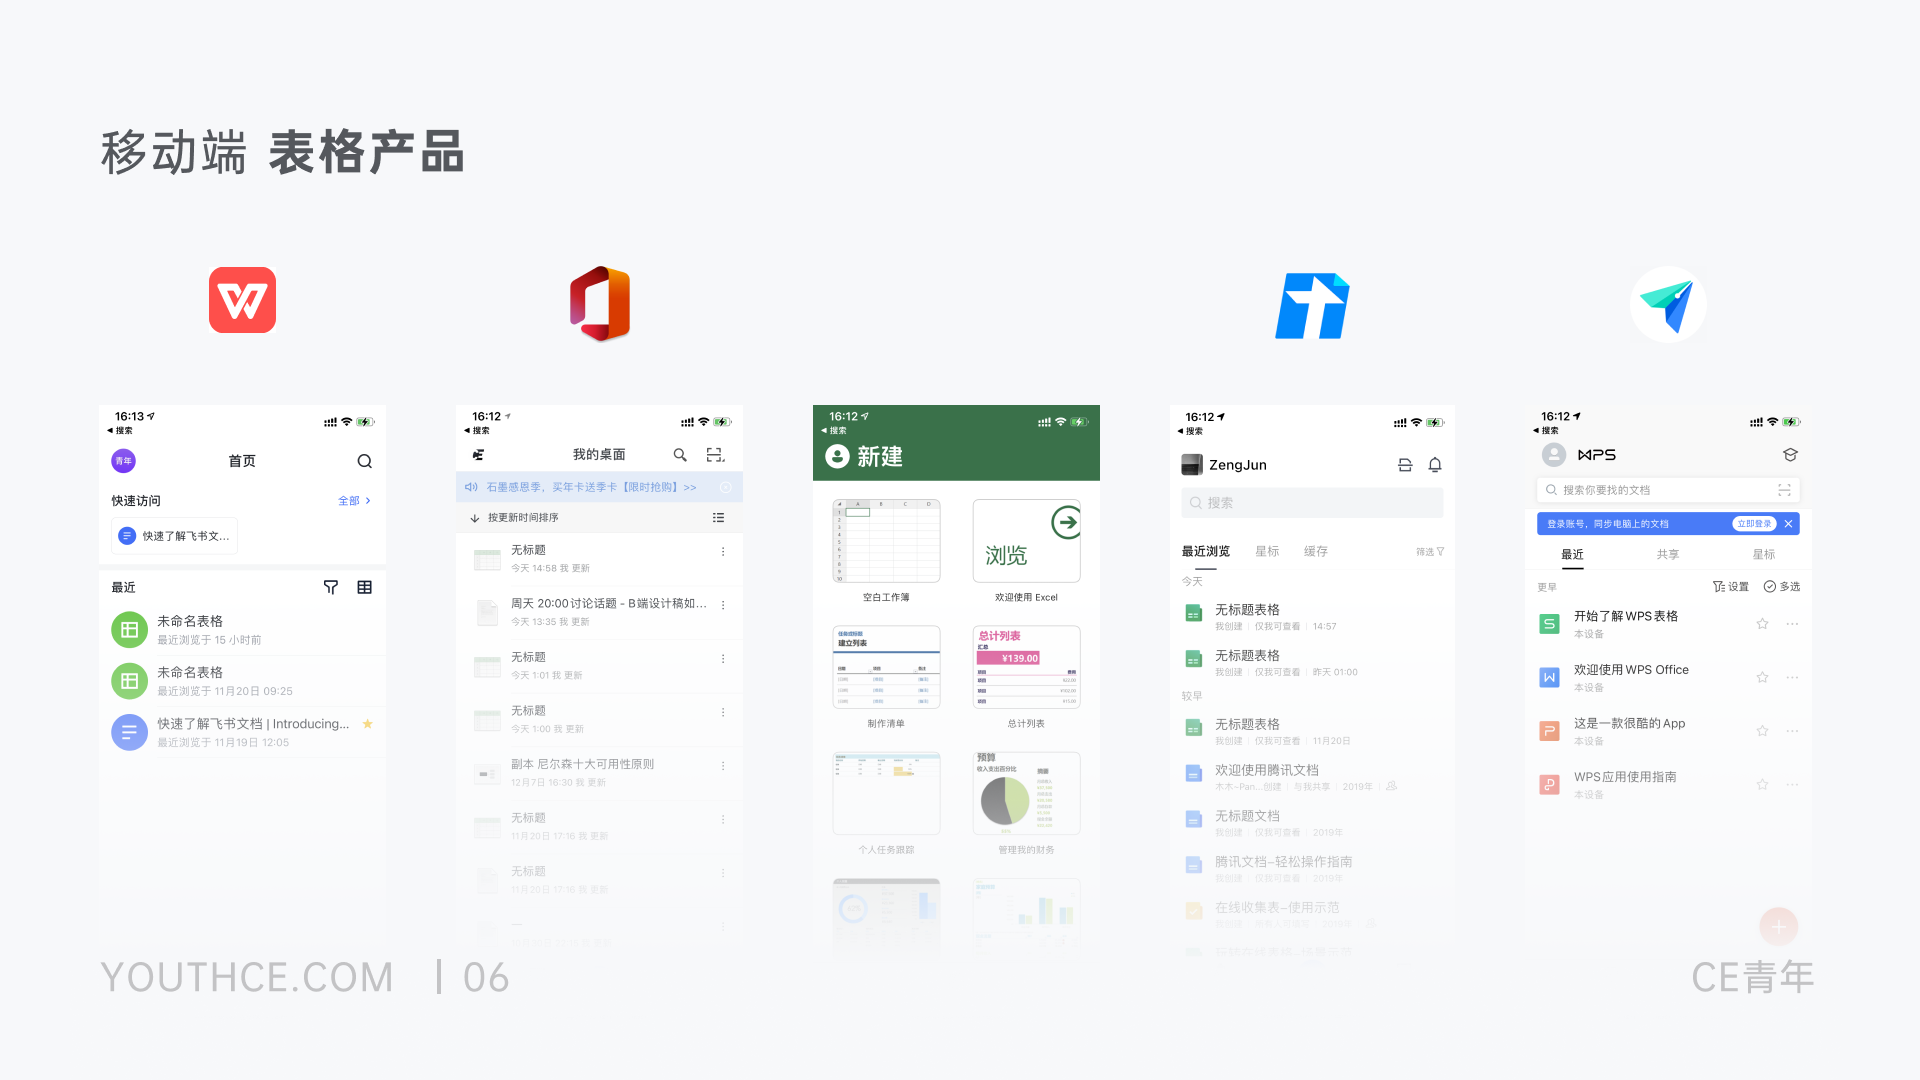 移动端 表格产品
16:13
◀ 搜索
青年
首页
快速访问
全部 >
快速了解飞书文...
最近
未命名表格
最近浏览于 15 小时前
未命名表格
最近浏览于 11月20日 09:25
快速了解飞书文档 | Introducing...
最近浏览于 11月19日 12:05
16:12
◀ 搜索
我的桌面
石墨感恩季，买年卡送季卡【限时抢购】>>
按更新时间排序
无标题
今天 14:58 我 更新
周天 20:00讨论话题 - B端设计稿如...
今天 13:35 我 更新
无标题
今天 1:01 我 更新
无标题
今天 1:00 我 更新
副本 尼尔森十大可用性原则
12月7日 16:30 我 更新
无标题
11月20日 17:16 我 更新
无标题
11月20日 17:16 我 更新
16:12
◀ 搜索
新建
空白工作簿
浏览
欢迎使用 Excel
建立列表
制作清单
总计列表
汇总
¥139.00
总计列表
个人任务跟踪
预算
收入支出百分比
摘要
管理我的财务
16:12
◀ 搜索
ZengJun
搜索
最近浏览
星标
缓存
筛选
今天
无标题表格
我创建 | 仅我可查看 | 14:57
无标题表格
我创建 | 仅我可查看 | 昨天 01:00
较早
无标题表格
我创建 | 仅我可查看 | 11月20日
欢迎使用腾讯文档
木木-Pan...创建 | 与我共享 | 2019年
无标题文档
我创建 | 仅我可查看 | 2019年
腾讯文档-轻松操作指南
我创建 | 仅我可查看 | 2019年
在线收集表-使用示范
16:12
◀ 搜索
WPS
搜索你要找的文档
登录账号，同步电脑上的文档
立即登录
最近
共享
星标
更早
设置
多选
开始了解 WPS 表格
本设备
欢迎使用 WPS Office
本设备
这是一款很酷的 App
本设备
WPS 应用使用指南
本设备
YOUTHCE.COM | 06
CE青年